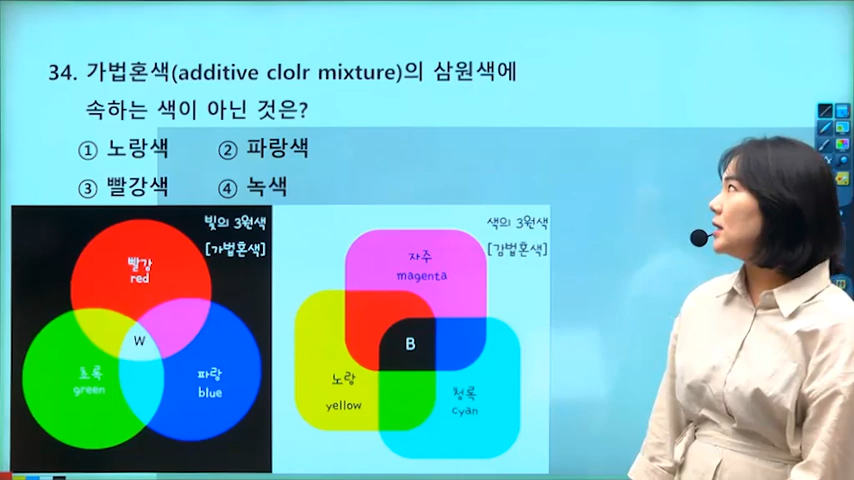 34. 가법혼색(additive clolr mixture)의 삼원색에
속하는 색이 아닌 것은?
① 노랑색 ② 파랑색
③ 빨강색 ④ 녹색
빛의 3원색
[가법혼색]
빨강
red
W
초록
green
파랑
blue
색의 3원색
[감법혼색]
자주
magenta
B
노랑
yellow
청록
cyan